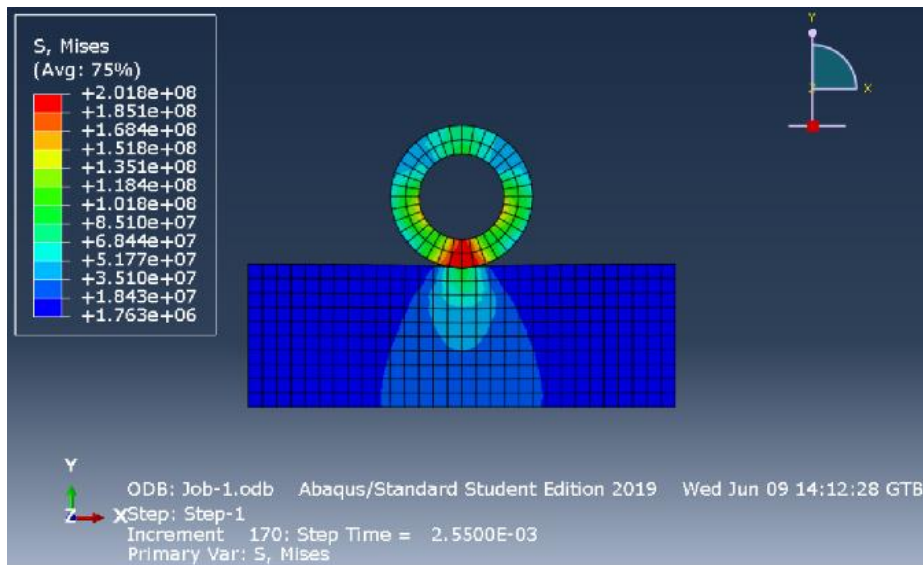 S, Mises
(Avg: 75%)
+2.018e+08
+1.851e+08
+1.684e+08
+1.518e+08
+1.351e+08
+1.184e+08
+1.018e+08
+8.510e+07
+6.844e+07
+5.177e+07
+3.510e+07
+1.843e+07
+1.763e+06
Y
Z X
Y
Z X
ODB: Job-1.odb Abaqus/Standard Student Edition 2019 Wed Jun 09 14:12:28 GTB
Step: Step-1
Increment 170: Step Time = 2.5500E-03
Primary Var: S, Mises